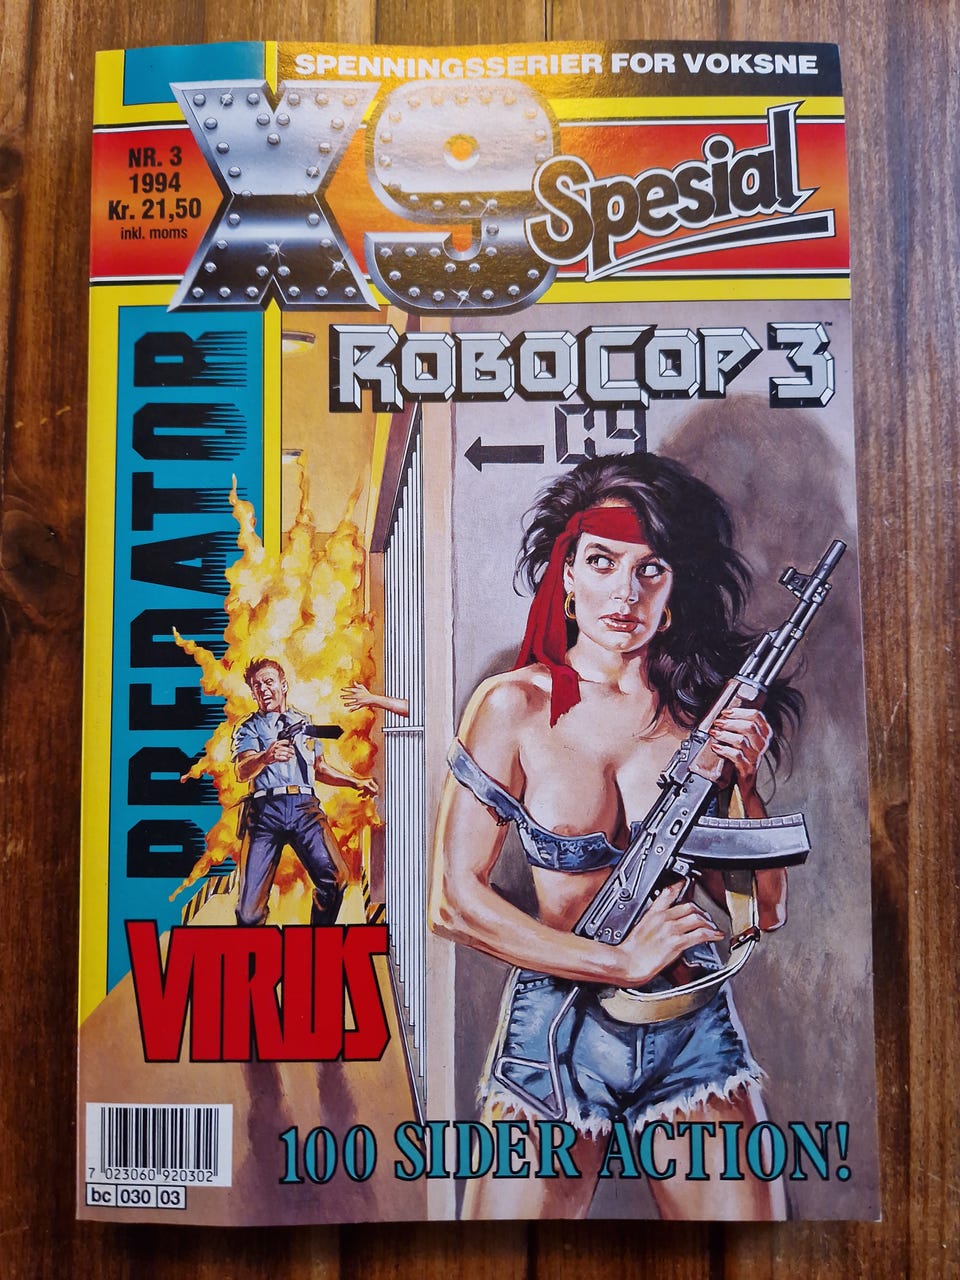 SPENNINGSSERIER FOR VOKSNE
X9
Spesial
NR. 3
1994
Kr. 21,50
inkl. moms
ROBOCOP 3™
PREDATOR
VIRUS
100 SIDER ACTION!
7 023060 920302
bc 030 03